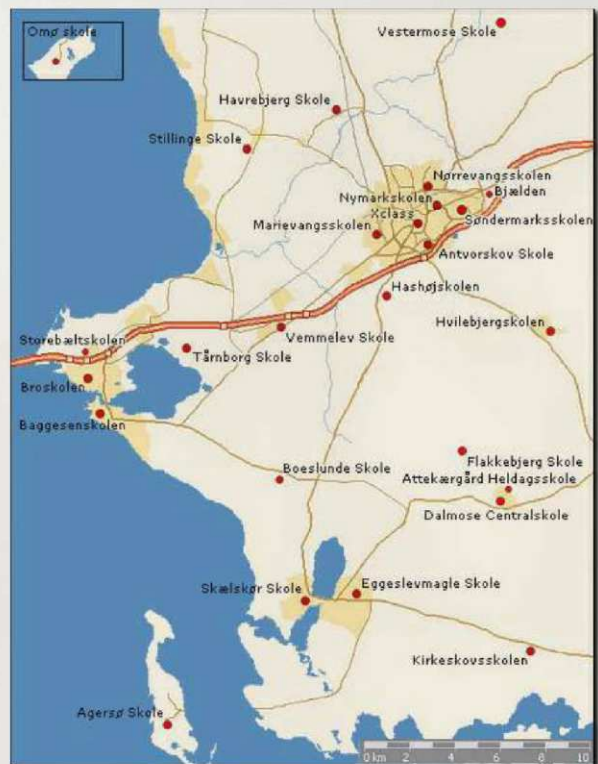 Omø skole
Vestermose Skole
Havrebjerg Skole
Stillinge Skole
Nørrevangsskolen
Bjælden
Nymarkskolen
Xclass
Søndermarksskolen
Marievangsskolen
Antvorskov Skole
Hashøjskolen
Hvilebjergskolen
Storebæltskolen
Vemmelev Skole
Tårnborg Skole
Broskolen
Baggesenskolen
Boeslunde Skole
Flakkebjerg Skole
Attekærgård Heldagsskole
Dalmose Centralskole
Skælskør Skole
Eggeslevmagle Skole
Kirkeskovsskolen
Agersø Skole
0 km 2 4 6 8 10